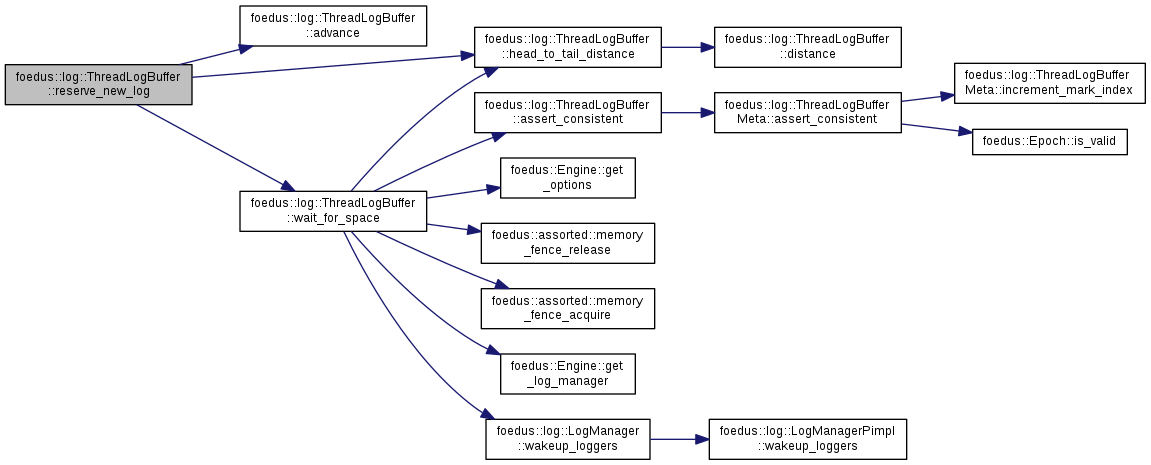 foedus::log::ThreadLogBuffer
::reserve_new_log
foedus::log::ThreadLogBuffer
::advance
foedus::log::ThreadLogBuffer
::head_to_tail_distance
foedus::log::ThreadLogBuffer
::distance
foedus::log::ThreadLogBuffer
::wait_for_space
foedus::log::ThreadLogBuffer
::assert_consistent
foedus::log::ThreadLogBuffer
Meta::assert_consistent
foedus::log::ThreadLogBuffer
Meta::increment_mark_index
foedus::Epoch::is_valid
foedus::Engine::get
_options
foedus::assorted::memory
_fence_release
foedus::assorted::memory
_fence_acquire
foedus::Engine::get
_log_manager
foedus::log::LogManager
::wakeup_loggers
foedus::log::LogManagerPimpl
::wakeup_loggers